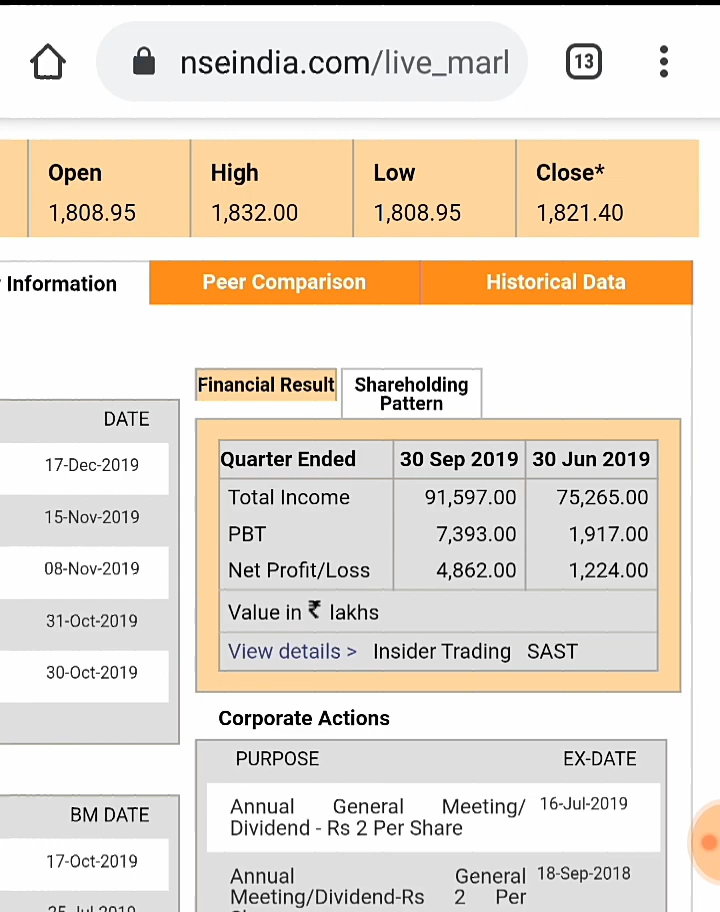 13
nseindia.com/live_marl
Open High Low Close*
1,808.95 1,832.00 1,808.95 1,821.40
Information Peer Comparison Historical Data
DATE
17-Dec-2019
15-Nov-2019
08-Nov-2019
31-Oct-2019
30-Oct-2019
Financial Result
Shareholding
Pattern
Quarter Ended 30 Sep 2019 30 Jun 2019
Total Income 91,597.00 75,265.00
PBT 7,393.00 1,917.00
Net Profit/Loss 4,862.00 1,224.00
Value in ₹ lakhs
View details > Insider Trading SAST
Corporate Actions
PURPOSE EX-DATE
Annual General Meeting/ 16-Jul-2019
Dividend - Rs 2 Per Share
Annual General 18-Sep-2018
Meeting/Dividend-Rs 2 Per
BM DATE
17-Oct-2019